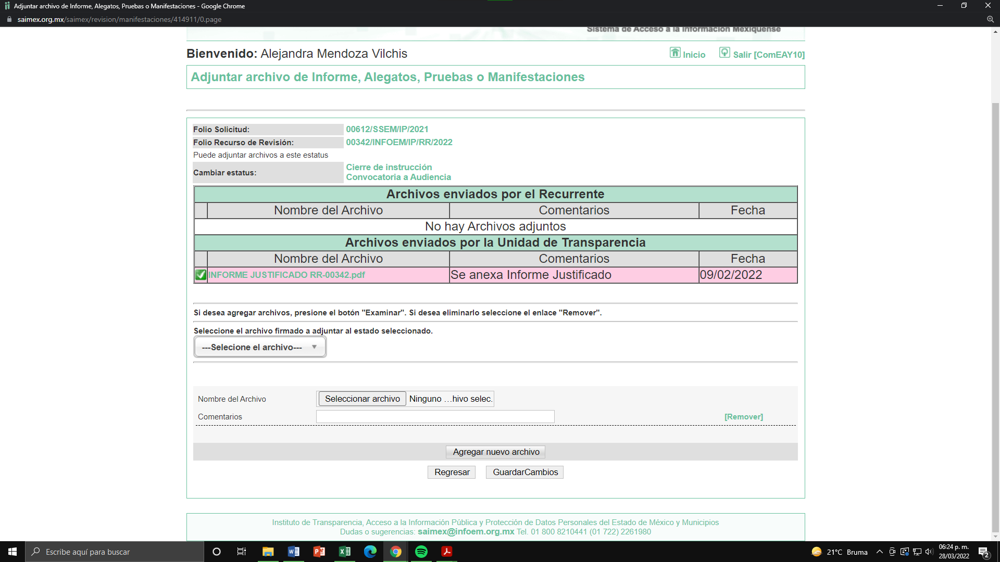 Adjuntar archivo de Informe, Alegatos, Pruebas o Manifestaciones - Google Chrome
saimex.org.mx/saimex/revision/manifestaciones/414911/0.page
Sistema de Acceso a la Información Mexiquense
Bienvenido: Alejandra Mendoza Vilchis
Inicio
Salir [ComEAY10]
Adjuntar archivo de Informe, Alegatos, Pruebas o Manifestaciones
Folio Solicitud: 00612/SSEM/IP/2021
Folio Recurso de Revisión: 00342/INFOEM/IP/RR/2022
Puede adjuntar archivos a este estatus
Cambiar estatus:
Cierre de instrucción
Convocatoria a Audiencia
Archivos enviados por el Recurrente
Nombre del Archivo Comentarios Fecha
No hay Archivos adjuntos
Archivos enviados por la Unidad de Transparencia
Nombre del Archivo Comentarios Fecha
INFORME JUSTIFICADO RR-00342.pdf Se anexa Informe Justificado 09/02/2022
Si desea agregar archivos, presione el botón "Examinar". Si desea eliminarlo seleccione el enlace "Remover".
Seleccione el archivo firmado a adjuntar al estado seleccionado.
---Selecione el archivo---
Nombre del Archivo Seleccionar archivo Ninguno ...hivo selec.
Comentarios [Remover]
Agregar nuevo archivo
Regresar GuardarCambios
Instituto de Transparencia, Acceso a la Información Pública y Protección de Datos Personales del Estado de México y Municipios
Dudas o sugerencias: saimex@infoem.org.mx Tel. 01 800 8210441 (01 722) 2261980
Escribe aquí para buscar
21°C Bruma
06:24 p. m.
28/03/2022
2